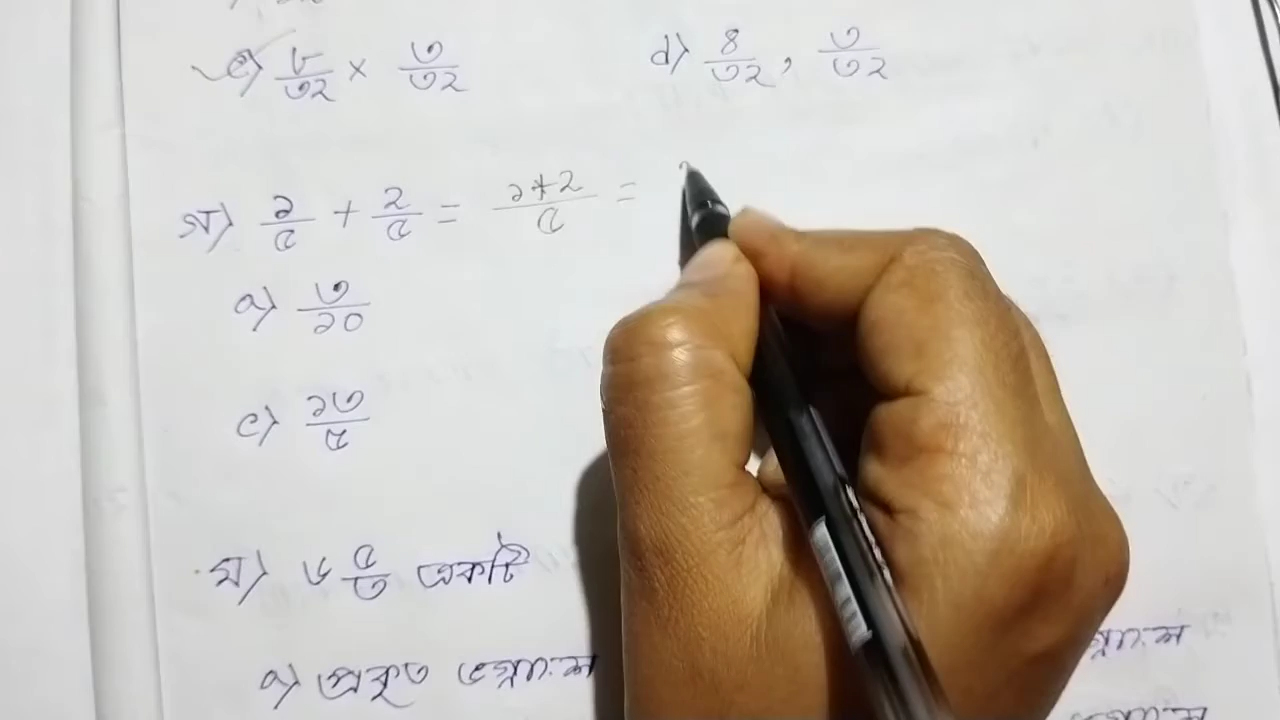 c) ৮/৩২ × ৩/৩২ d) ৪/৩২, ৩/৩২
গ) ১/৫ + ২/৫ = ১+২/৫ =
a) ৩/১০
c) ১৩/৫
ঘ) ৬ ৫/৩ একটি
a) প্রকৃত ভগ্নাংশ